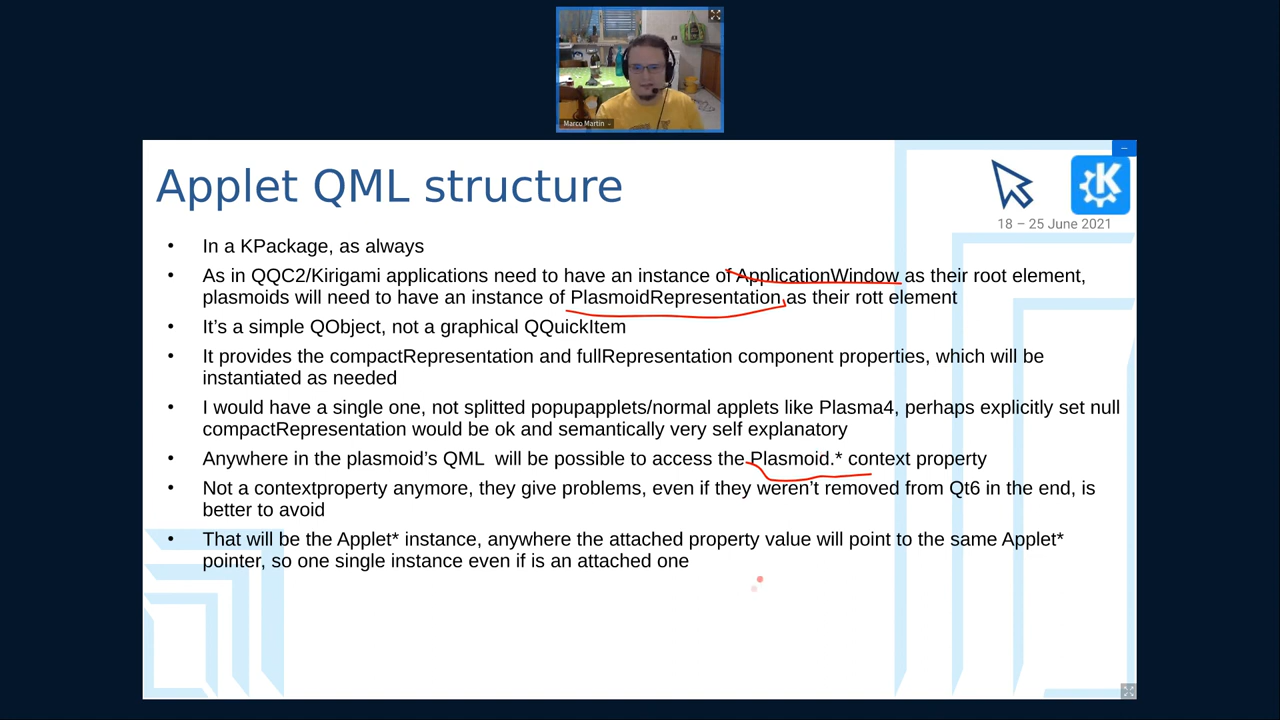 Marco Martin
Applet QML structure
18 – 25 June 2021
• In a KPackage, as always
• As in QQC2/Kirigami applications need to have an instance of ApplicationWindow as their root element,
plasmoids will need to have an instance of PlasmoidRepresentation as their rott element
• It’s a simple QObject, not a graphical QQuickItem
• It provides the compactRepresentation and fullRepresentation component properties, which will be
instantiated as needed
• I would have a single one, not splitted popupapplets/normal applets like Plasma4, perhaps explicitly set null
compactRepresentation would be ok and semantically very self explanatory
• Anywhere in the plasmoid’s QML will be possible to access the Plasmoid.* context property
• Not a contextproperty anymore, they give problems, even if they weren’t removed from Qt6 in the end, is
better to avoid
• That will be the Applet* instance, anywhere the attached property value will point to the same Applet*
pointer, so one single instance even if is an attached one